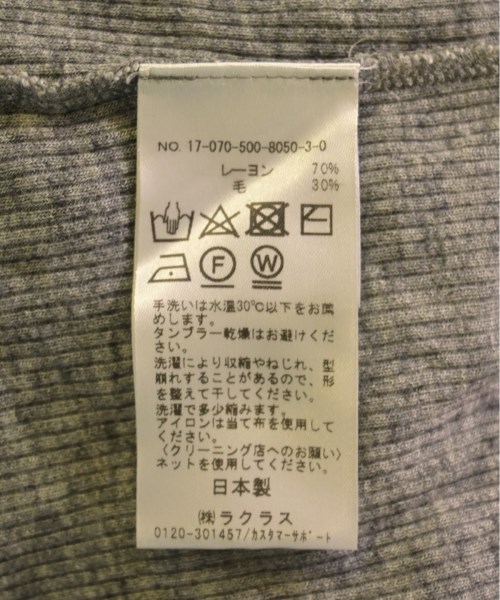 NO. 17-070-500-8050-3-0
レーヨン 70%
毛 30%
F W
手洗いは水温30℃以下をお薦
めします。
タンブラー乾燥はお避けくだ
さい。
洗濯により収縮やねじれ、型
崩れすることがあるので、形
を整えて干してください。
洗濯で多少縮みます。
アイロンは当て布を使用して
ください。
〈クリーニング店へのお願い〉
ネットを使用してください。
日本製
㈱ラクラス
0120-301457/ｶｽﾀﾏｰｻﾎﾟｰﾄ